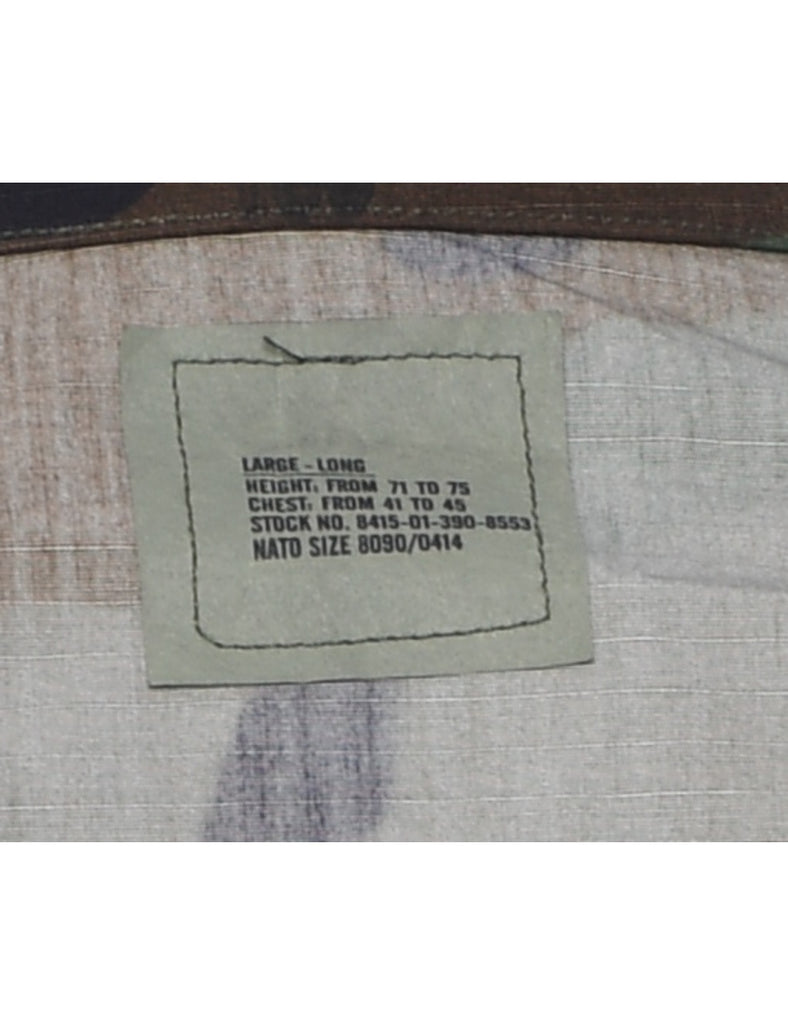 LARGE - LONG
HEIGHT: FROM 71 TO 75
CHEST: FROM 41 TO 45
STOCK NO. 8415-01-390-8553
NATO SIZE 8090/0414